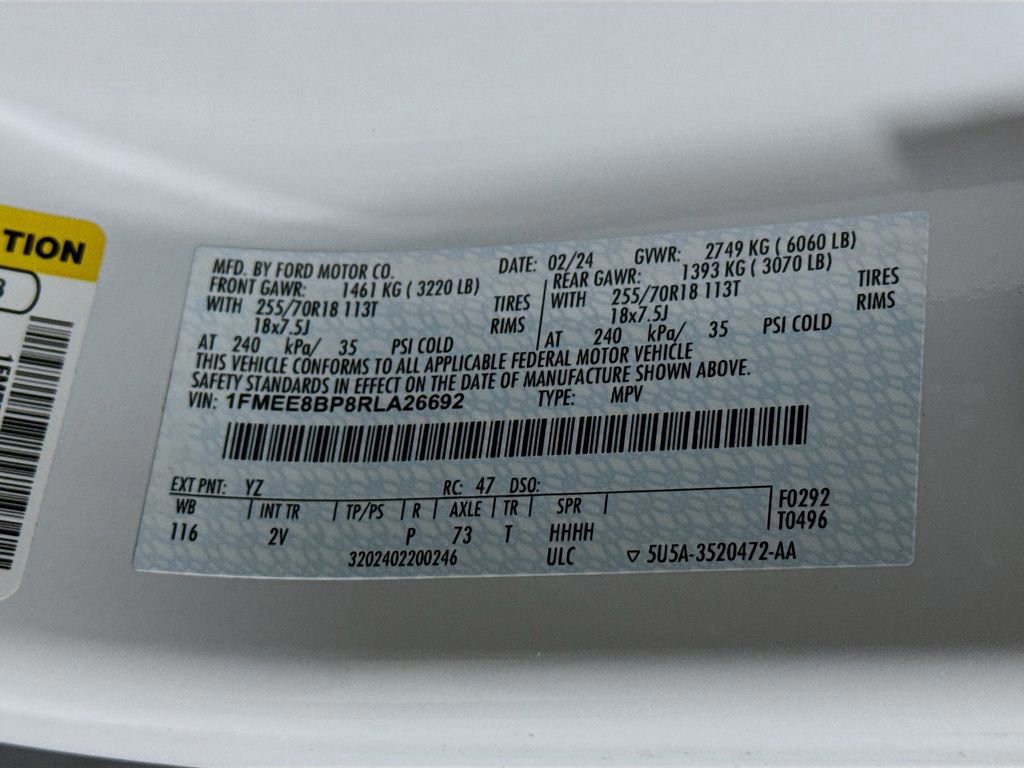 TION
MFD. BY FORD MOTOR CO. DATE: 02/24 GVWR: 2749 KG ( 6060 LB)
FRONT GAWR: 1461 KG ( 3220 LB) REAR GAWR: 1393 KG ( 3070 LB)
WITH 255/70R18 113T TIRES WITH 255/70R18 113T TIRES
18x7.5J RIMS 18x7.5J RIMS
AT 240 kPa/ 35 PSI COLD AT 240 kPa/ 35 PSI COLD
THIS VEHICLE CONFORMS TO ALL APPLICABLE FEDERAL MOTOR VEHICLE
SAFETY STANDARDS IN EFFECT ON THE DATE OF MANUFACTURE SHOWN ABOVE.
VIN: 1FMEE8BP8RLA26692 TYPE: MPV
EXT PNT: YZ RC: 47 DSO:
WB INT TR TP/PS R AXLE TR SPR F0292
116 2V P 73 T HHHH T0496
3202402200246 ULC ▽ 5U5A-3520472-AA